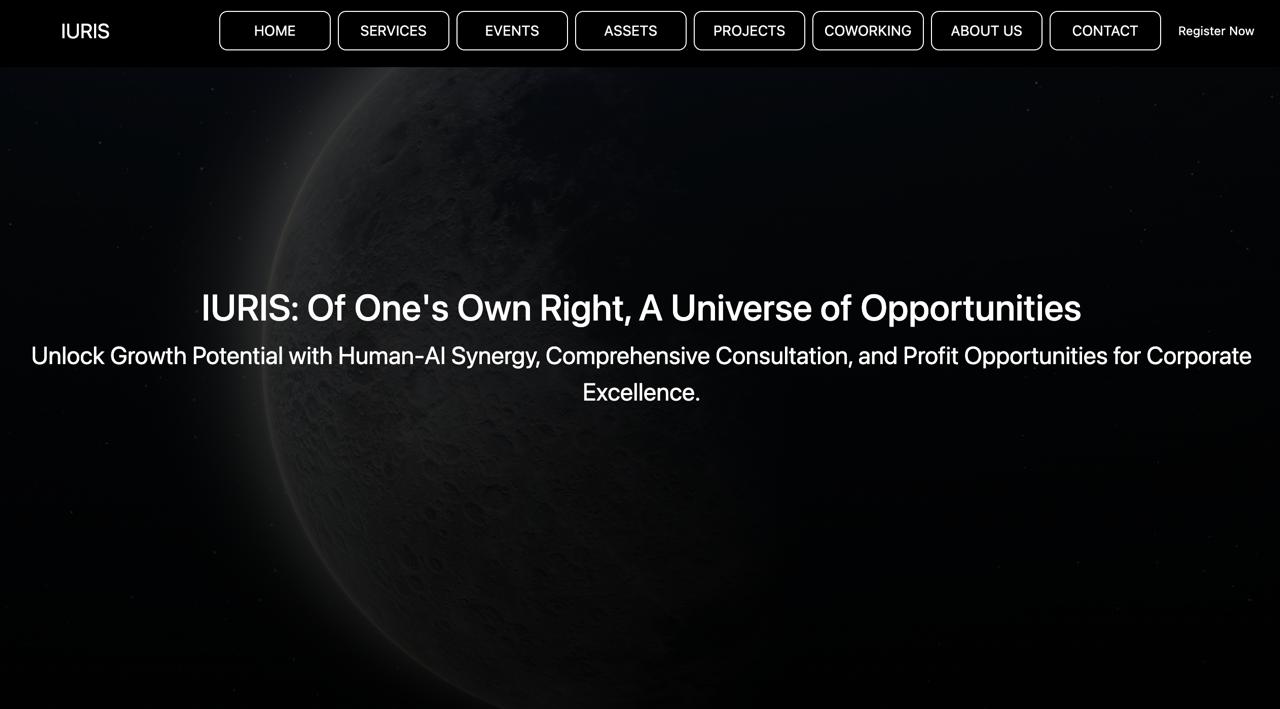 IURIS
HOME
SERVICES
EVENTS
ASSETS
PROJECTS
COWORKING
ABOUT US
CONTACT
Register Now
IURIS: Of One's Own Right, A Universe of Opportunities
Unlock Growth Potential with Human-AI Synergy, Comprehensive Consultation, and Profit Opportunities for Corporate
Excellence.